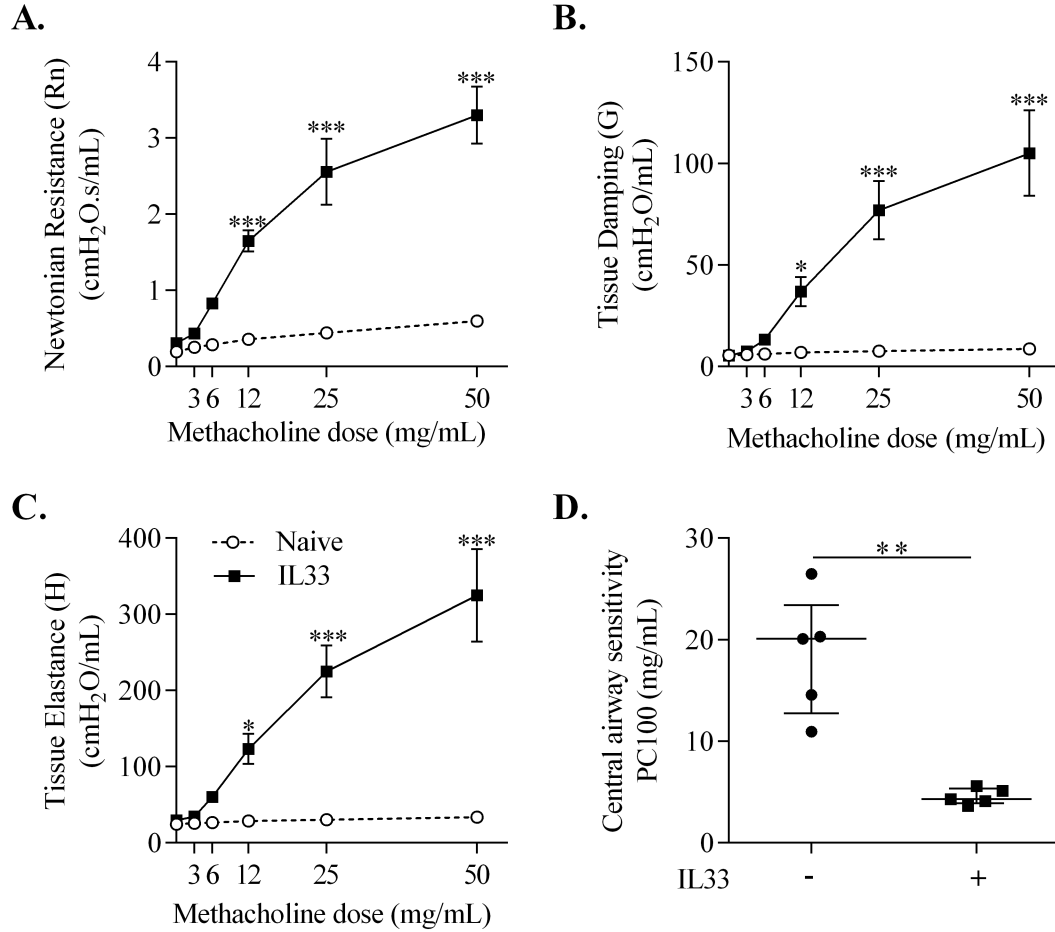 A.
Newtonian Resistance (Rn)
(cmH₂O.s/mL)
4
3
2
1
0
***
***
***
3 6 12 25 50
Methacholine dose (mg/mL)
B.
Tissue Damping (G)
(cmH₂O/mL)
150
100
50
0
*
***
***
3 6 12 25 50
Methacholine dose (mg/mL)
C.
Tissue Elastance (H)
(cmH₂O/mL)
400
300
200
100
0
Naive
IL33
*
***
***
3 6 12 25 50
Methacholine dose (mg/mL)
D.
Central airway sensitivity
PC100 (mg/mL)
30
20
10
0
**
IL33 - +